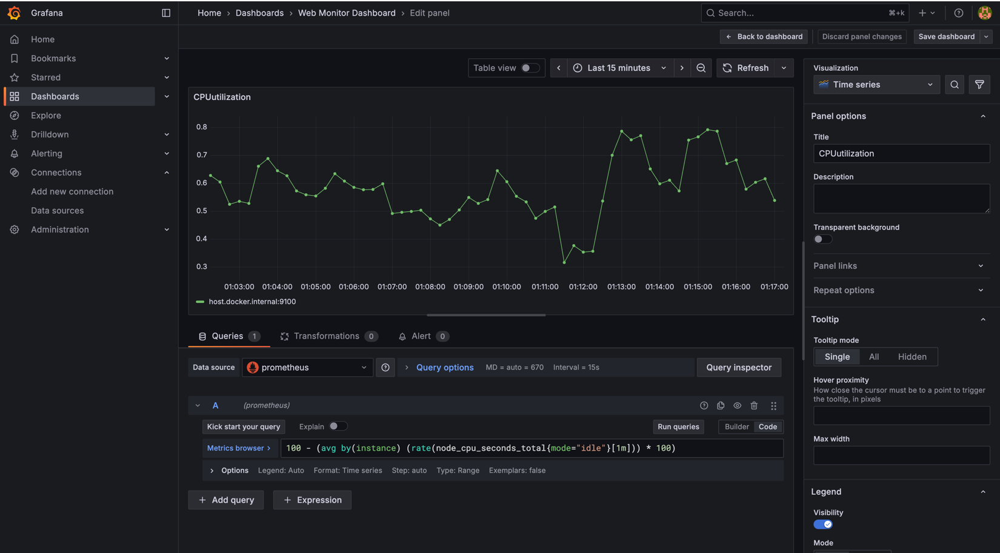 Grafana
Home › Dashboards › Web Monitor Dashboard › Edit panel
Search...
⌘+k
Back to dashboard
Discard panel changes
Save dashboard
Home
Bookmarks
Starred
Dashboards
Explore
Drilldown
Alerting
Connections
Add new connection
Data sources
Administration
Table view
Last 15 minutes
Refresh
CPUutilization
0.8
0.7
0.6
0.5
0.4
0.3
01:03:00 01:04:00 01:05:00 01:06:00 01:07:00 01:08:00 01:09:00 01:10:00 01:11:00 01:12:00 01:13:00 01:14:00 01:15:00 01:16:00 01:17:00
host.docker.internal:9100
Queries 1
Transformations 0
Alert 0
Data source
prometheus
Query options
MD = auto = 670
Interval = 15s
Query inspector
A
(prometheus)
Kick start your query
Explain
Run queries
Builder
Code
Metrics browser >
100 - (avg by(instance) (rate(node_cpu_seconds_total{mode="idle"}[1m])) * 100)
Options
Legend: Auto
Format: Time series
Step: auto
Type: Range
Exemplars: false
+ Add query
+ Expression
Visualization
Time series
Panel options
Title
CPUutilization
Description
Transparent background
Panel links
Repeat options
Tooltip
Tooltip mode
Single
All
Hidden
Hover proximity
How close the cursor must be to a point to trigger
the tooltip, in pixels
Max width
Legend
Visibility
Mode